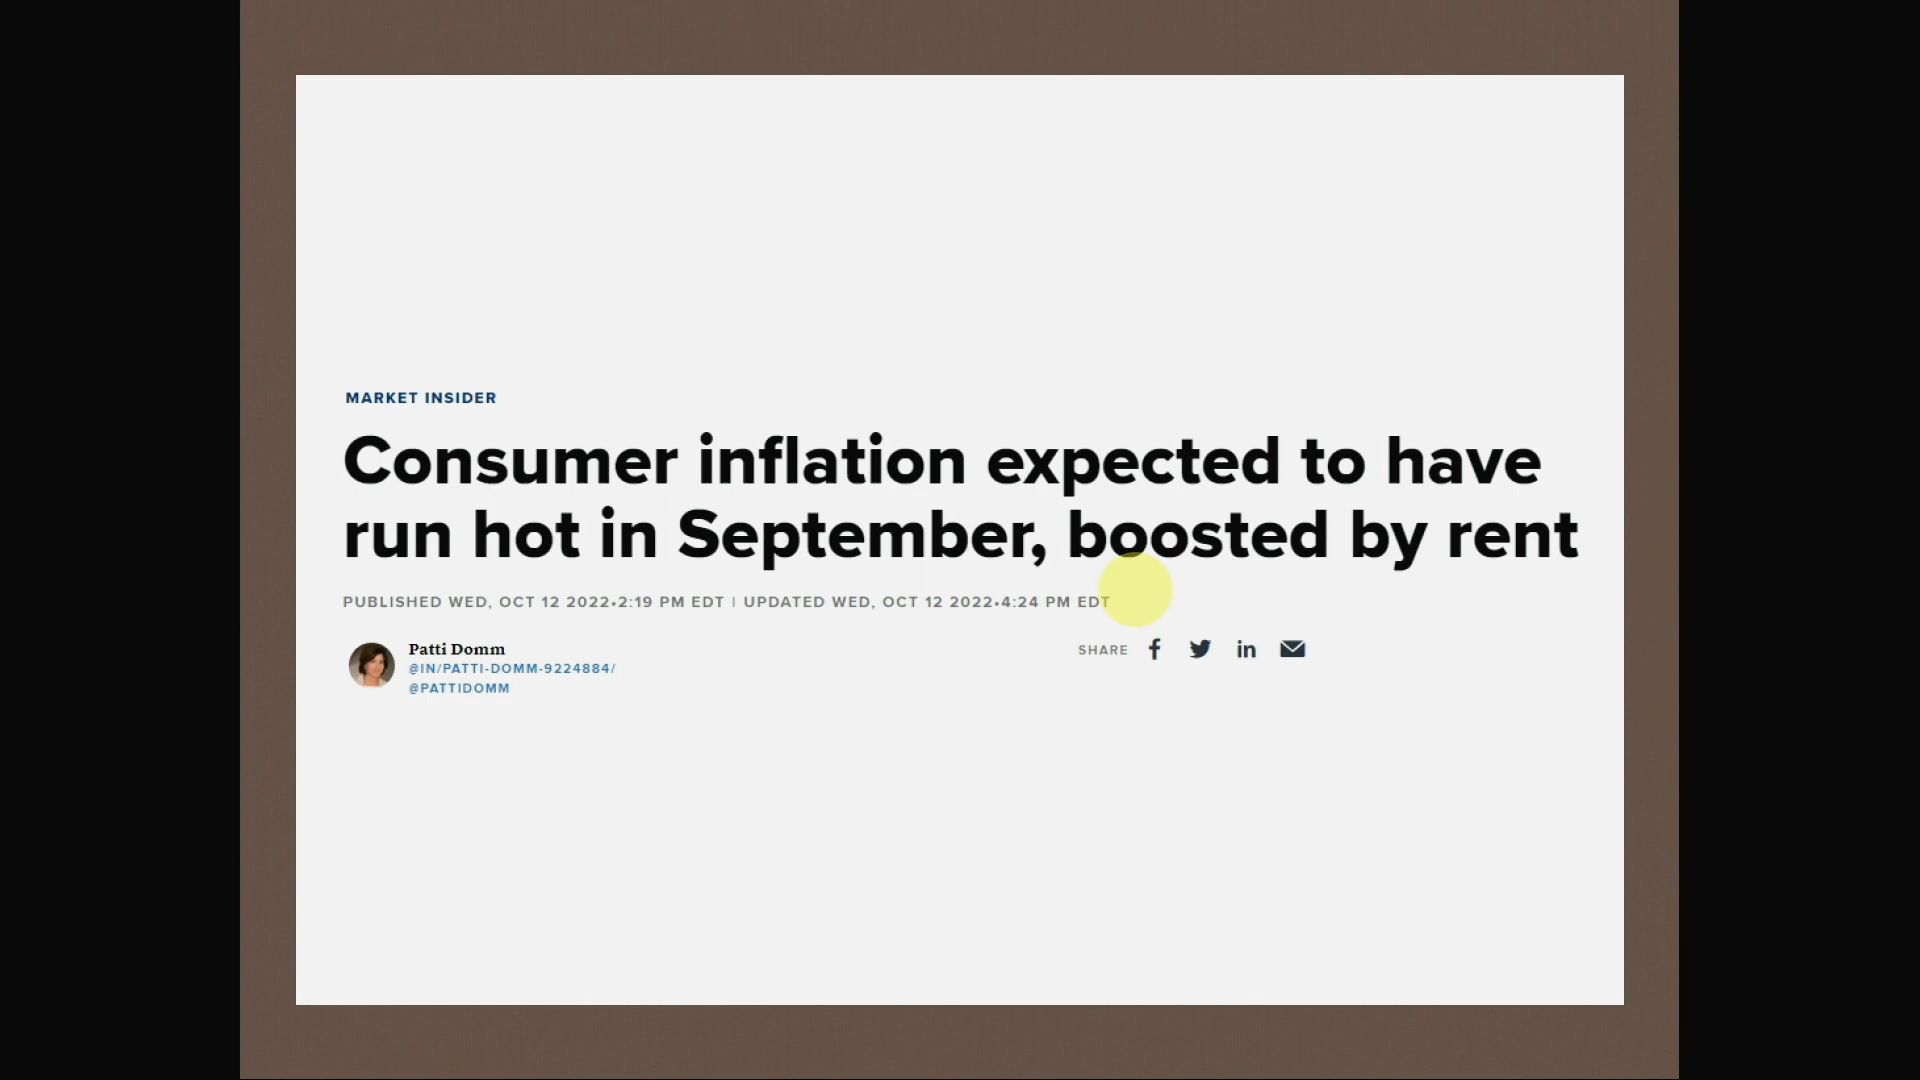 MARKET INSIDER
Consumer inflation expected to have
run hot in September, boosted by rent
PUBLISHED WED, OCT 12 2022•2:19 PM EDT | UPDATED WED, OCT 12 2022•4:24 PM EDT
Patti Domm
@IN/PATTI-DOMM-9224884/
@PATTIDOMM
SHARE